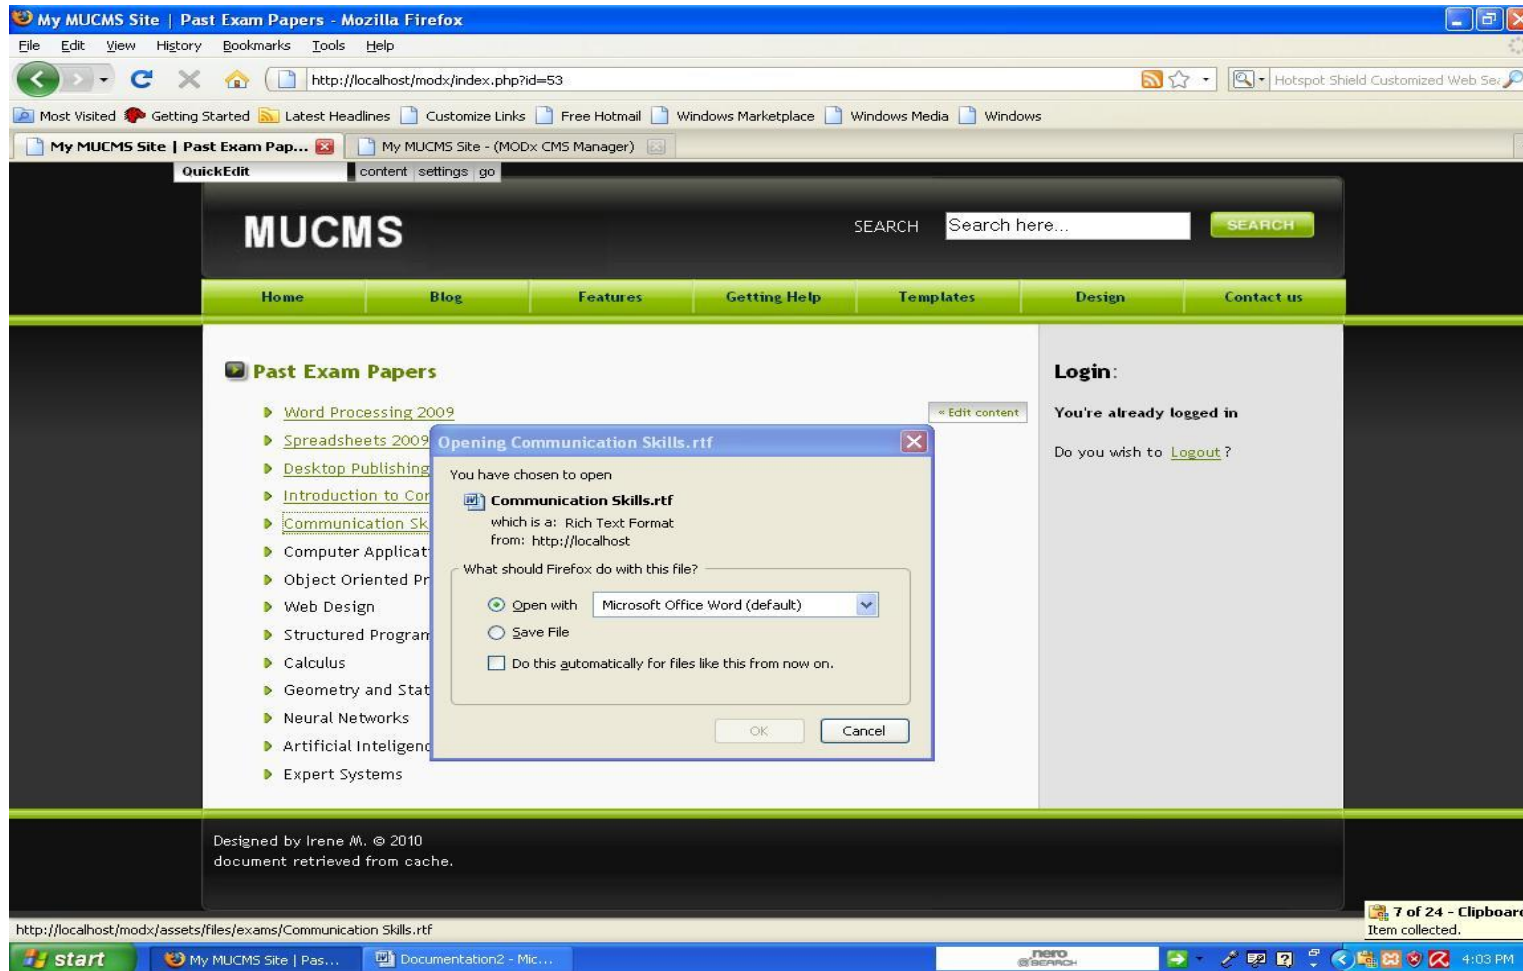 My MUCMS Site | Past Exam Papers - Mozilla Firefox
File Edit View History Bookmarks Tools Help
http://localhost/modx/index.php?id=53
Hotspot Shield Customized Web Sea
Most Visited Getting Started Latest Headlines Customize Links Free Hotmail Windows Marketplace Windows Media Windows
My MUCMS Site | Past Exam Pap... My MUCMS Site - (MODx CMS Manager)
QuickEdit content settings go
MUCMS
SEARCH Search here... SEARCH
Home Blog Features Getting Help Templates Design Contact us
Past Exam Papers
Word Processing 2009
« Edit content
Spreadsheets 2009
Desktop Publishing
Introduction to Cor
Communication Sk
Computer Applicat
Object Oriented Pr
Web Design
Structured Program
Calculus
Geometry and Stat
Neural Networks
Artificial Inteligenc
Expert Systems
Opening Communication Skills.rtf
You have chosen to open
Communication Skills.rtf
which is a: Rich Text Format
from: http://localhost
What should Firefox do with this file?
Open with Microsoft Office Word (default)
Save File
Do this automatically for files like this from now on.
OK Cancel
Login:
You're already logged in
Do you wish to Logout?
Designed by Irene M. © 2010
document retrieved from cache.
7 of 24 - Clipboard
Item collected.
http://localhost/modx/assets/files/exams/Communication Skills.rtf
start My MUCMS Site | Pas... Documentation2 - Mic... nero SEARCH 4:03 PM